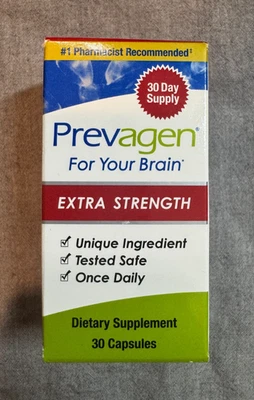 #1 Pharmacist Recommended‡
30 Day
Supply
Prevagen®
For Your Brain*
EXTRA STRENGTH
☑ Unique Ingredient
☑ Tested Safe
☑ Once Daily
Dietary Supplement
30 Capsules